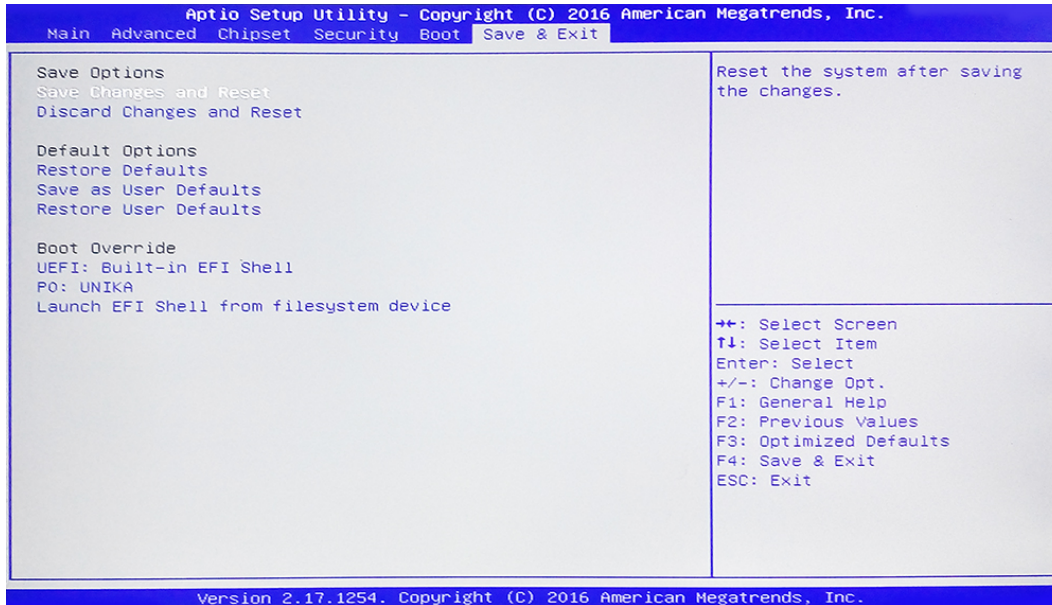 Aptio Setup Utility – Copyright (C) 2016 American Megatrends, Inc.
Main Advanced Chipset Security Boot Save & Exit
Save Options
Save Changes and Reset
Discard Changes and Reset
Default Options
Restore Defaults
Save as User Defaults
Restore User Defaults
Boot Override
UEFI: Built-in EFI Shell
PO: UNIKA
Launch EFI Shell from filesystem device
Reset the system after saving
the changes.
→←: Select Screen
↑↓: Select Item
Enter: Select
+/-: Change Opt.
F1: General Help
F2: Previous Values
F3: Optimized Defaults
F4: Save & Exit
ESC: Exit
Version 2.17.1254. Copyright (C) 2016 American Megatrends, Inc.